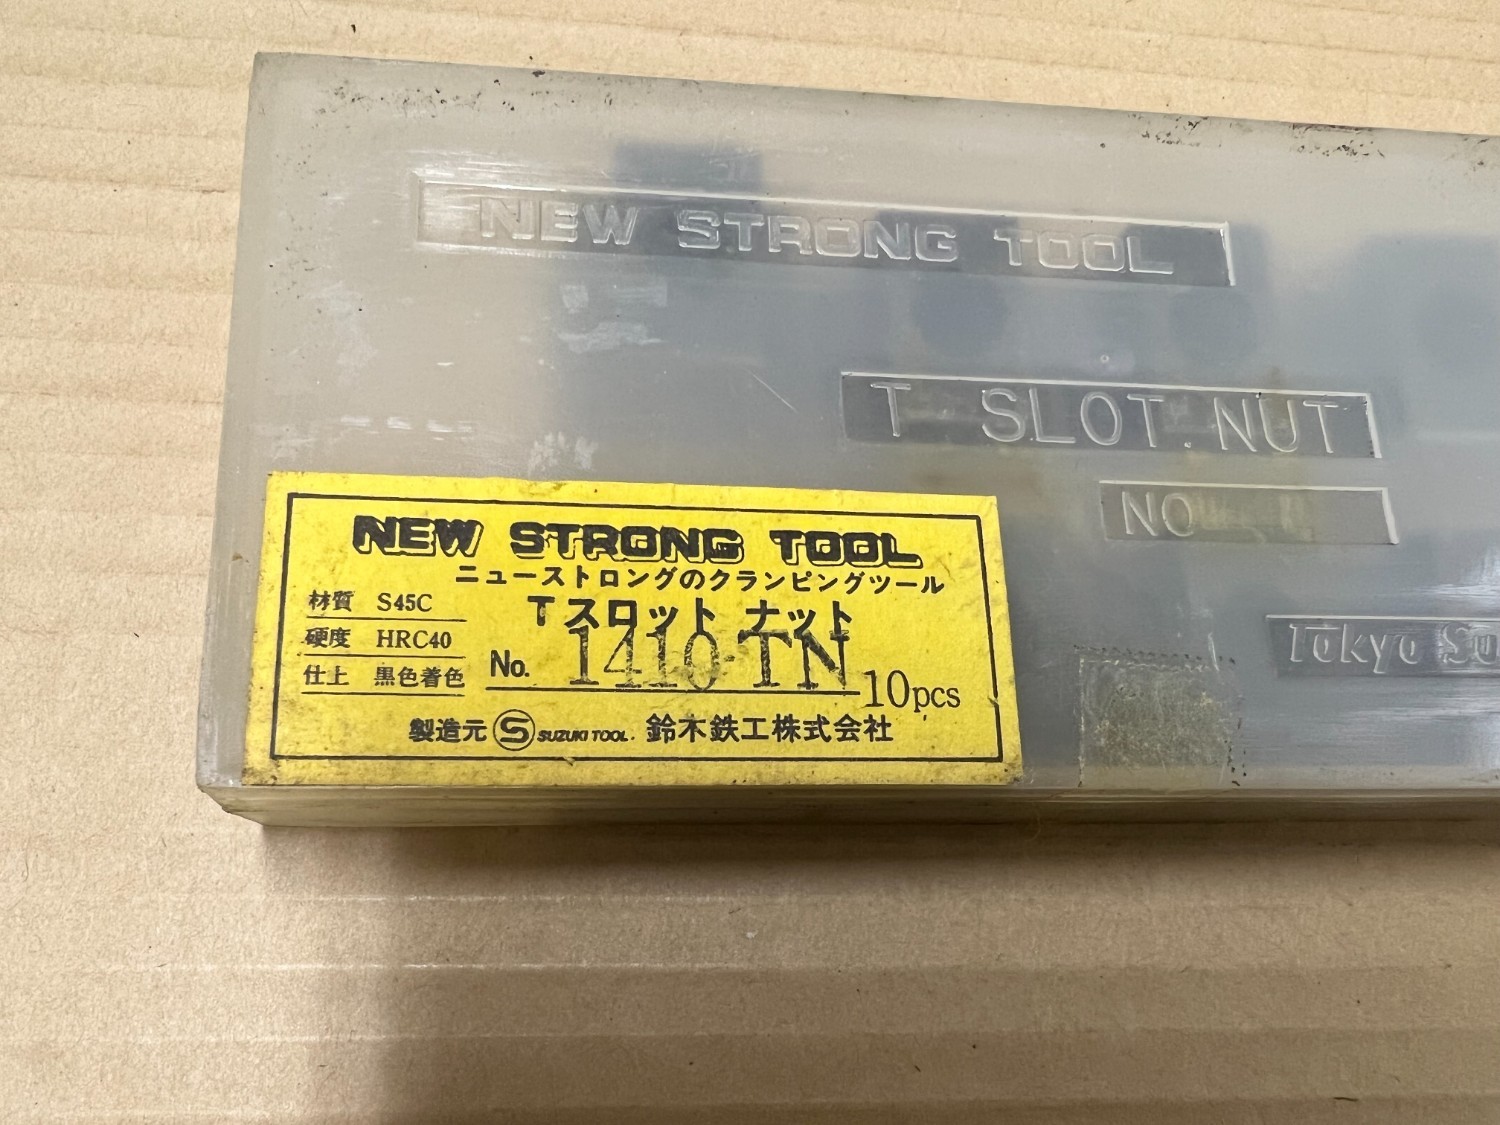 NEW STRONG TOOL
T SLOT NUT
NO
Tokyo Su
NEW STRONG TOOL
ニューストロングのクランピングツール
Tスロット ナット
材質 S45C
硬度 HRC40
仕上 黒色着色
No. 1410-TN 10pcs
製造元 S SUZUKI TOOL. 鈴木鉄工株式会社